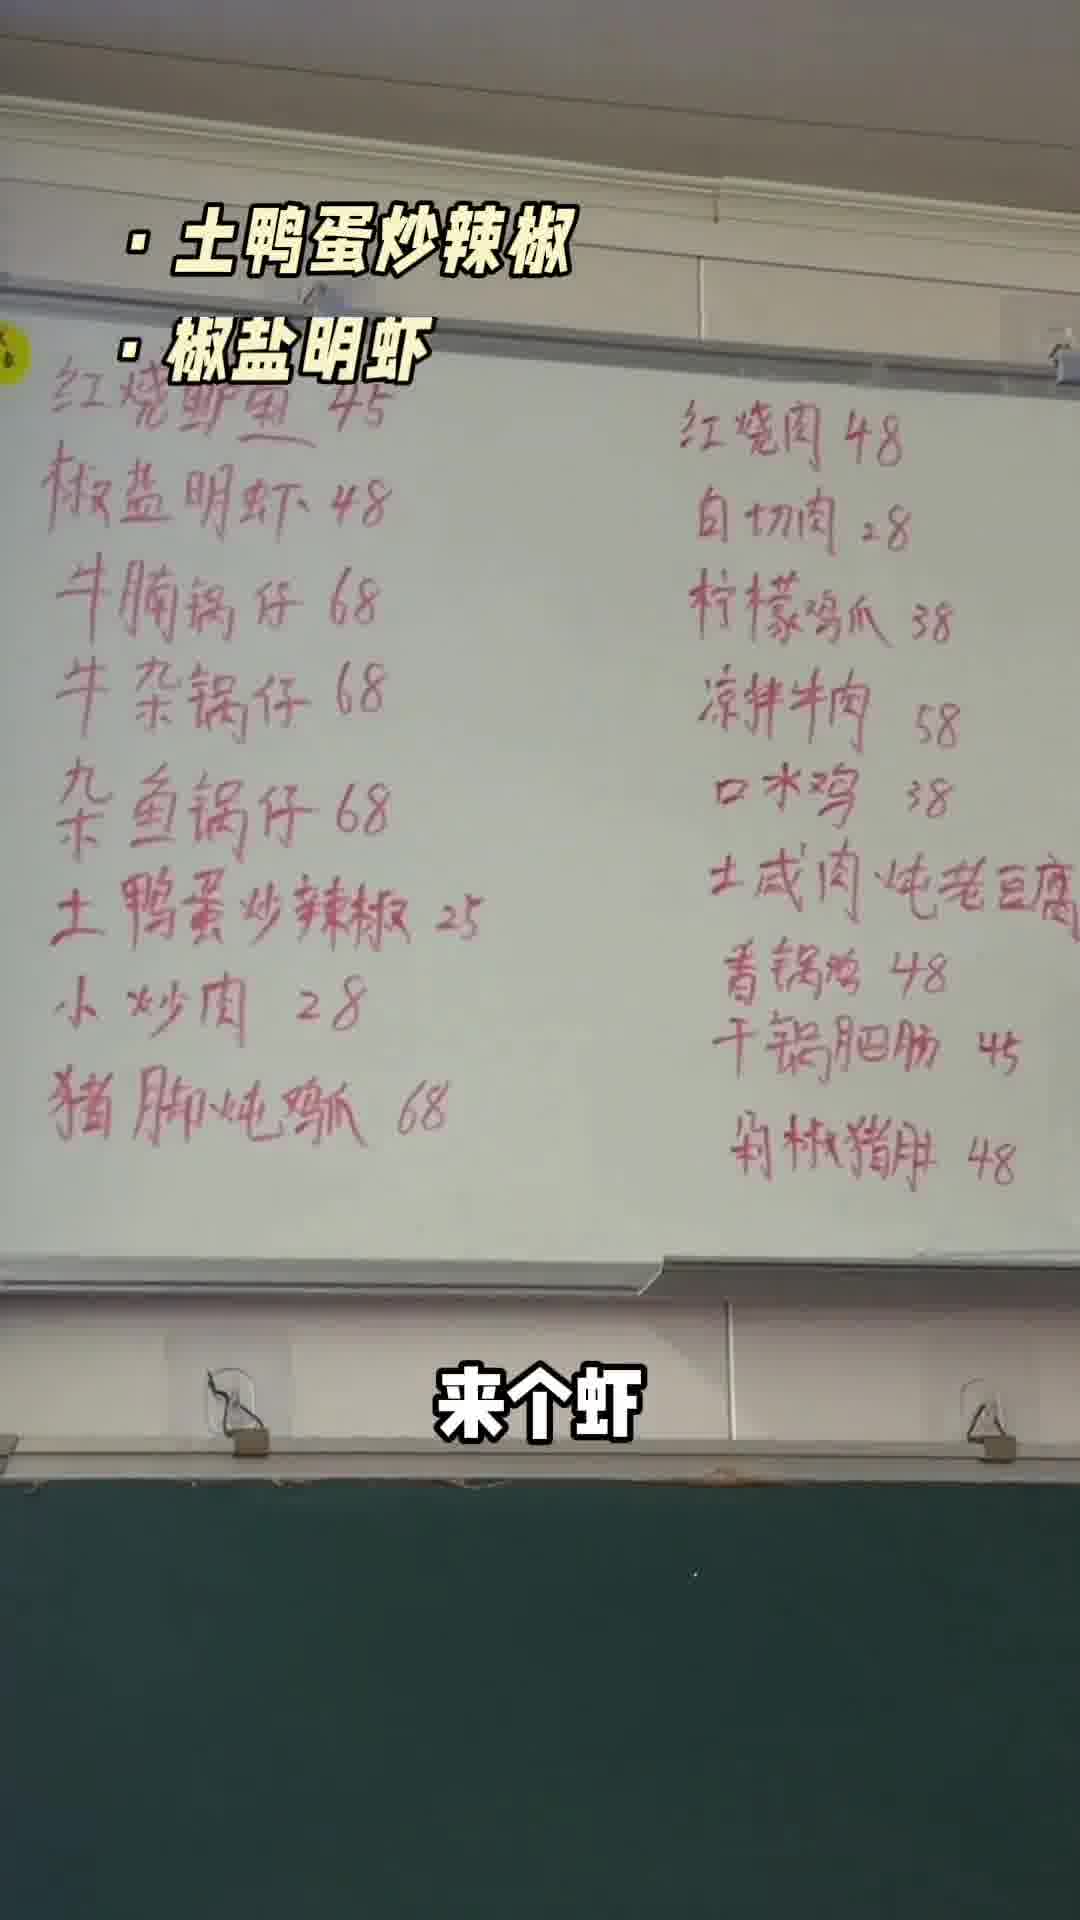 · 土鸭蛋炒辣椒
· 椒盐明虾
红烧鲈鱼 45
椒盐明虾 48
牛腩锅仔 68
牛杂锅仔 68
杂鱼锅仔 68
土鸭蛋炒辣椒 25
小炒肉 28
猪脚炖鸡爪 68
红烧肉 48
白切肉 28
柠檬鸡爪 38
凉拌牛肉 58
口水鸡 38
土咸肉炖老豆腐
香锅鸡 48
干锅肥肠 45
剁椒猪肚 48
来个虾